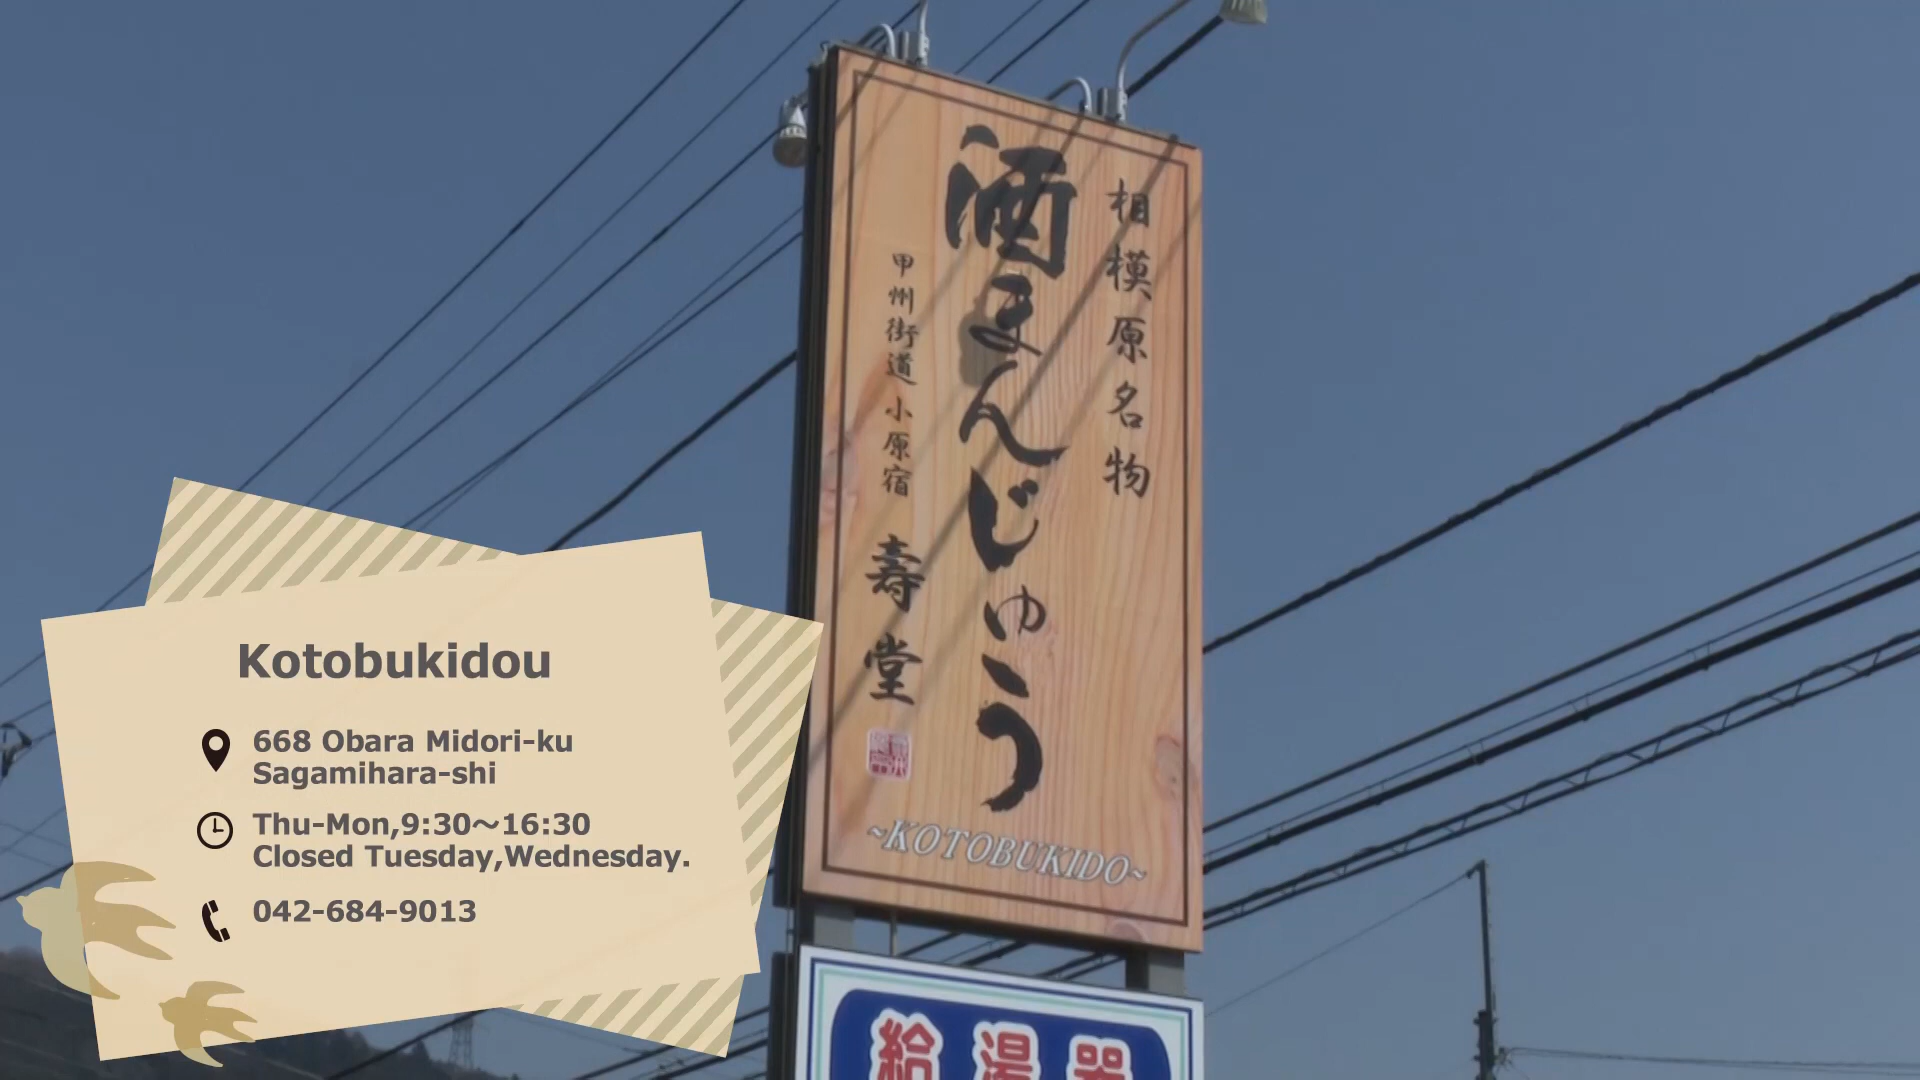 相模原名物
酒まんじゅう
甲州街道 小原宿
壽堂
~KOTOBUKIDO~
給湯器
Kotobukidou
668 Obara Midori-ku
Sagamihara-shi
Thu-Mon,9:30〜16:30
Closed Tuesday,Wednesday.
042-684-9013